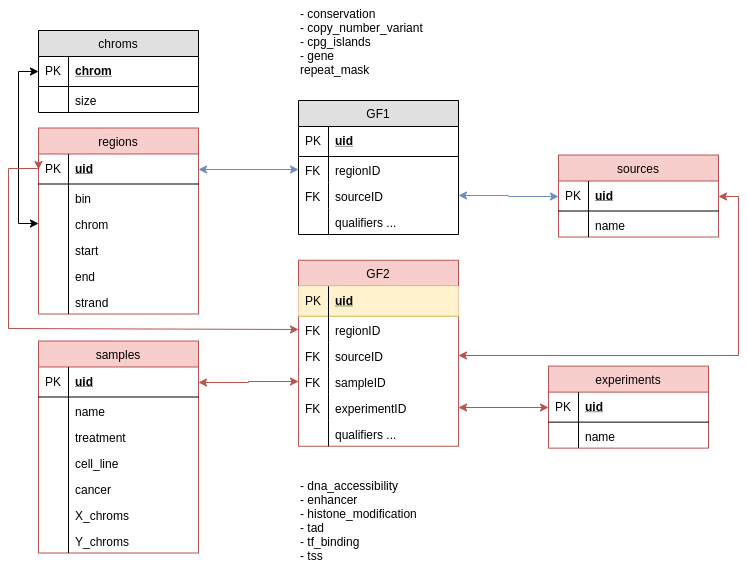 - conservation
- copy_number_variant
- cpg_islands
- gene
repeat_mask
chroms
PK chrom
size
regions
PK uid
bin
chrom
start
end
strand
GF1
PK uid
FK regionID
FK sourceID
qualifiers ...
sources
PK uid
name
GF2
PK uid
FK regionID
FK sourceID
FK sampleID
FK experimentID
qualifiers ...
samples
PK uid
name
treatment
cell_line
cancer
X_chroms
Y_chroms
experiments
PK uid
name
- dna_accessibility
- enhancer
- histone_modification
- tad
- tf_binding
- tss